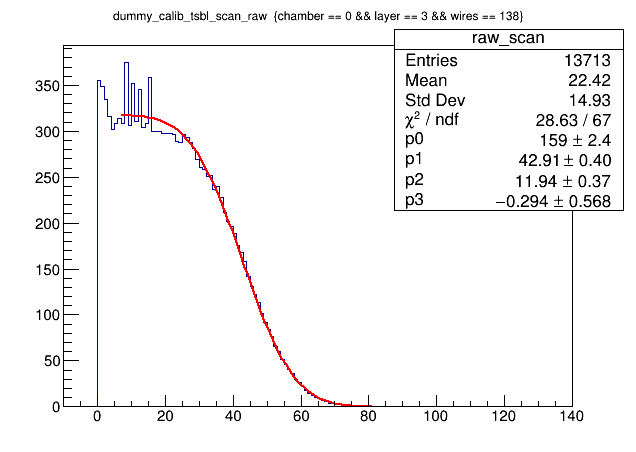 dummy_calib_tsbl_scan_raw {chamber == 0 && layer == 3 && wires == 138}
raw_scan
Entries 13713
Mean 22.42
Std Dev 14.93
χ² / ndf 28.63 / 67
p0 159 ± 2.4
p1 42.91 ± 0.40
p2 11.94 ± 0.37
p3 −0.294 ± 0.568
350
300
250
200
150
100
50
0
0 20 40 60 80 100 120 140